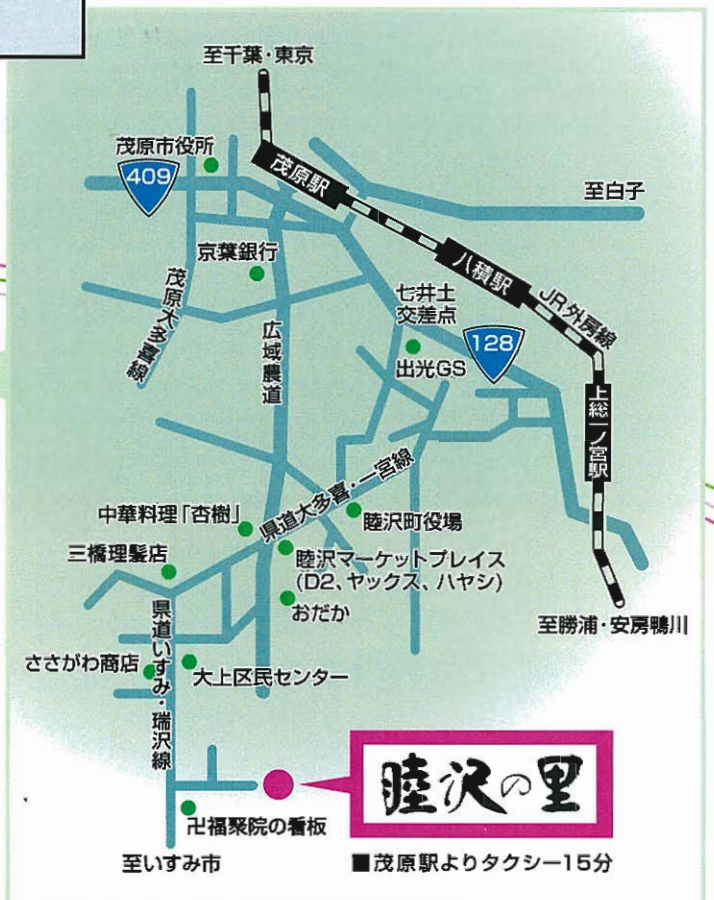 至千葉・東京
茂原市役所
409
茂原駅
至白子
京葉銀行
八積駅
JR外房線
茂原大多喜線
広域農道
七井土
交差点
128
出光GS
上総一ノ宮駅
県道大多喜・一宮線
中華料理「杏樹」
睦沢町役場
三橋理髪店
睦沢マーケットプレイス
(D2、ヤックス、ハヤシ)
おだか
至勝浦・安房鴨川
県道いすみ・瑞沢線
ささがわ商店
大上区民センター
睦沢の里
卍福聚院の看板
至いすみ市
■茂原駅よりタクシー15分